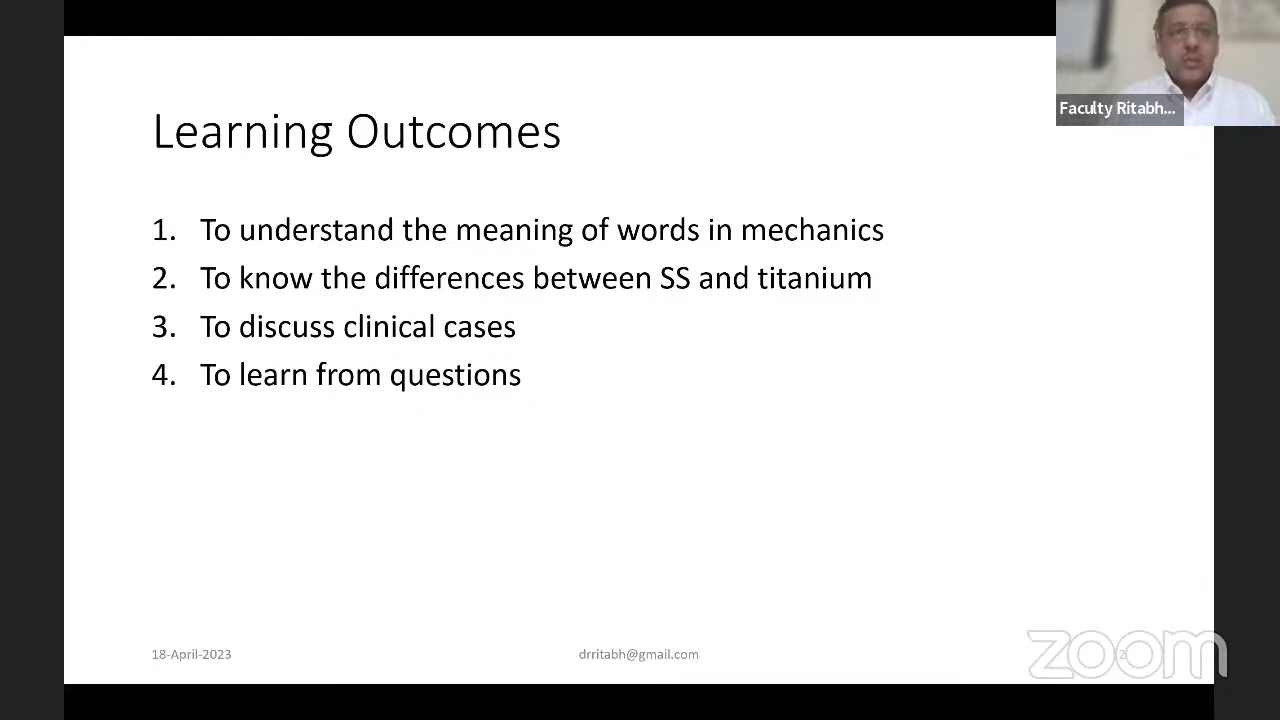 Faculty Ritabh...
Learning Outcomes
1. To understand the meaning of words in mechanics
2. To know the differences between SS and titanium
3. To discuss clinical cases
4. To learn from questions
18-April-2023
drritabh@gmail.com
2
zoom